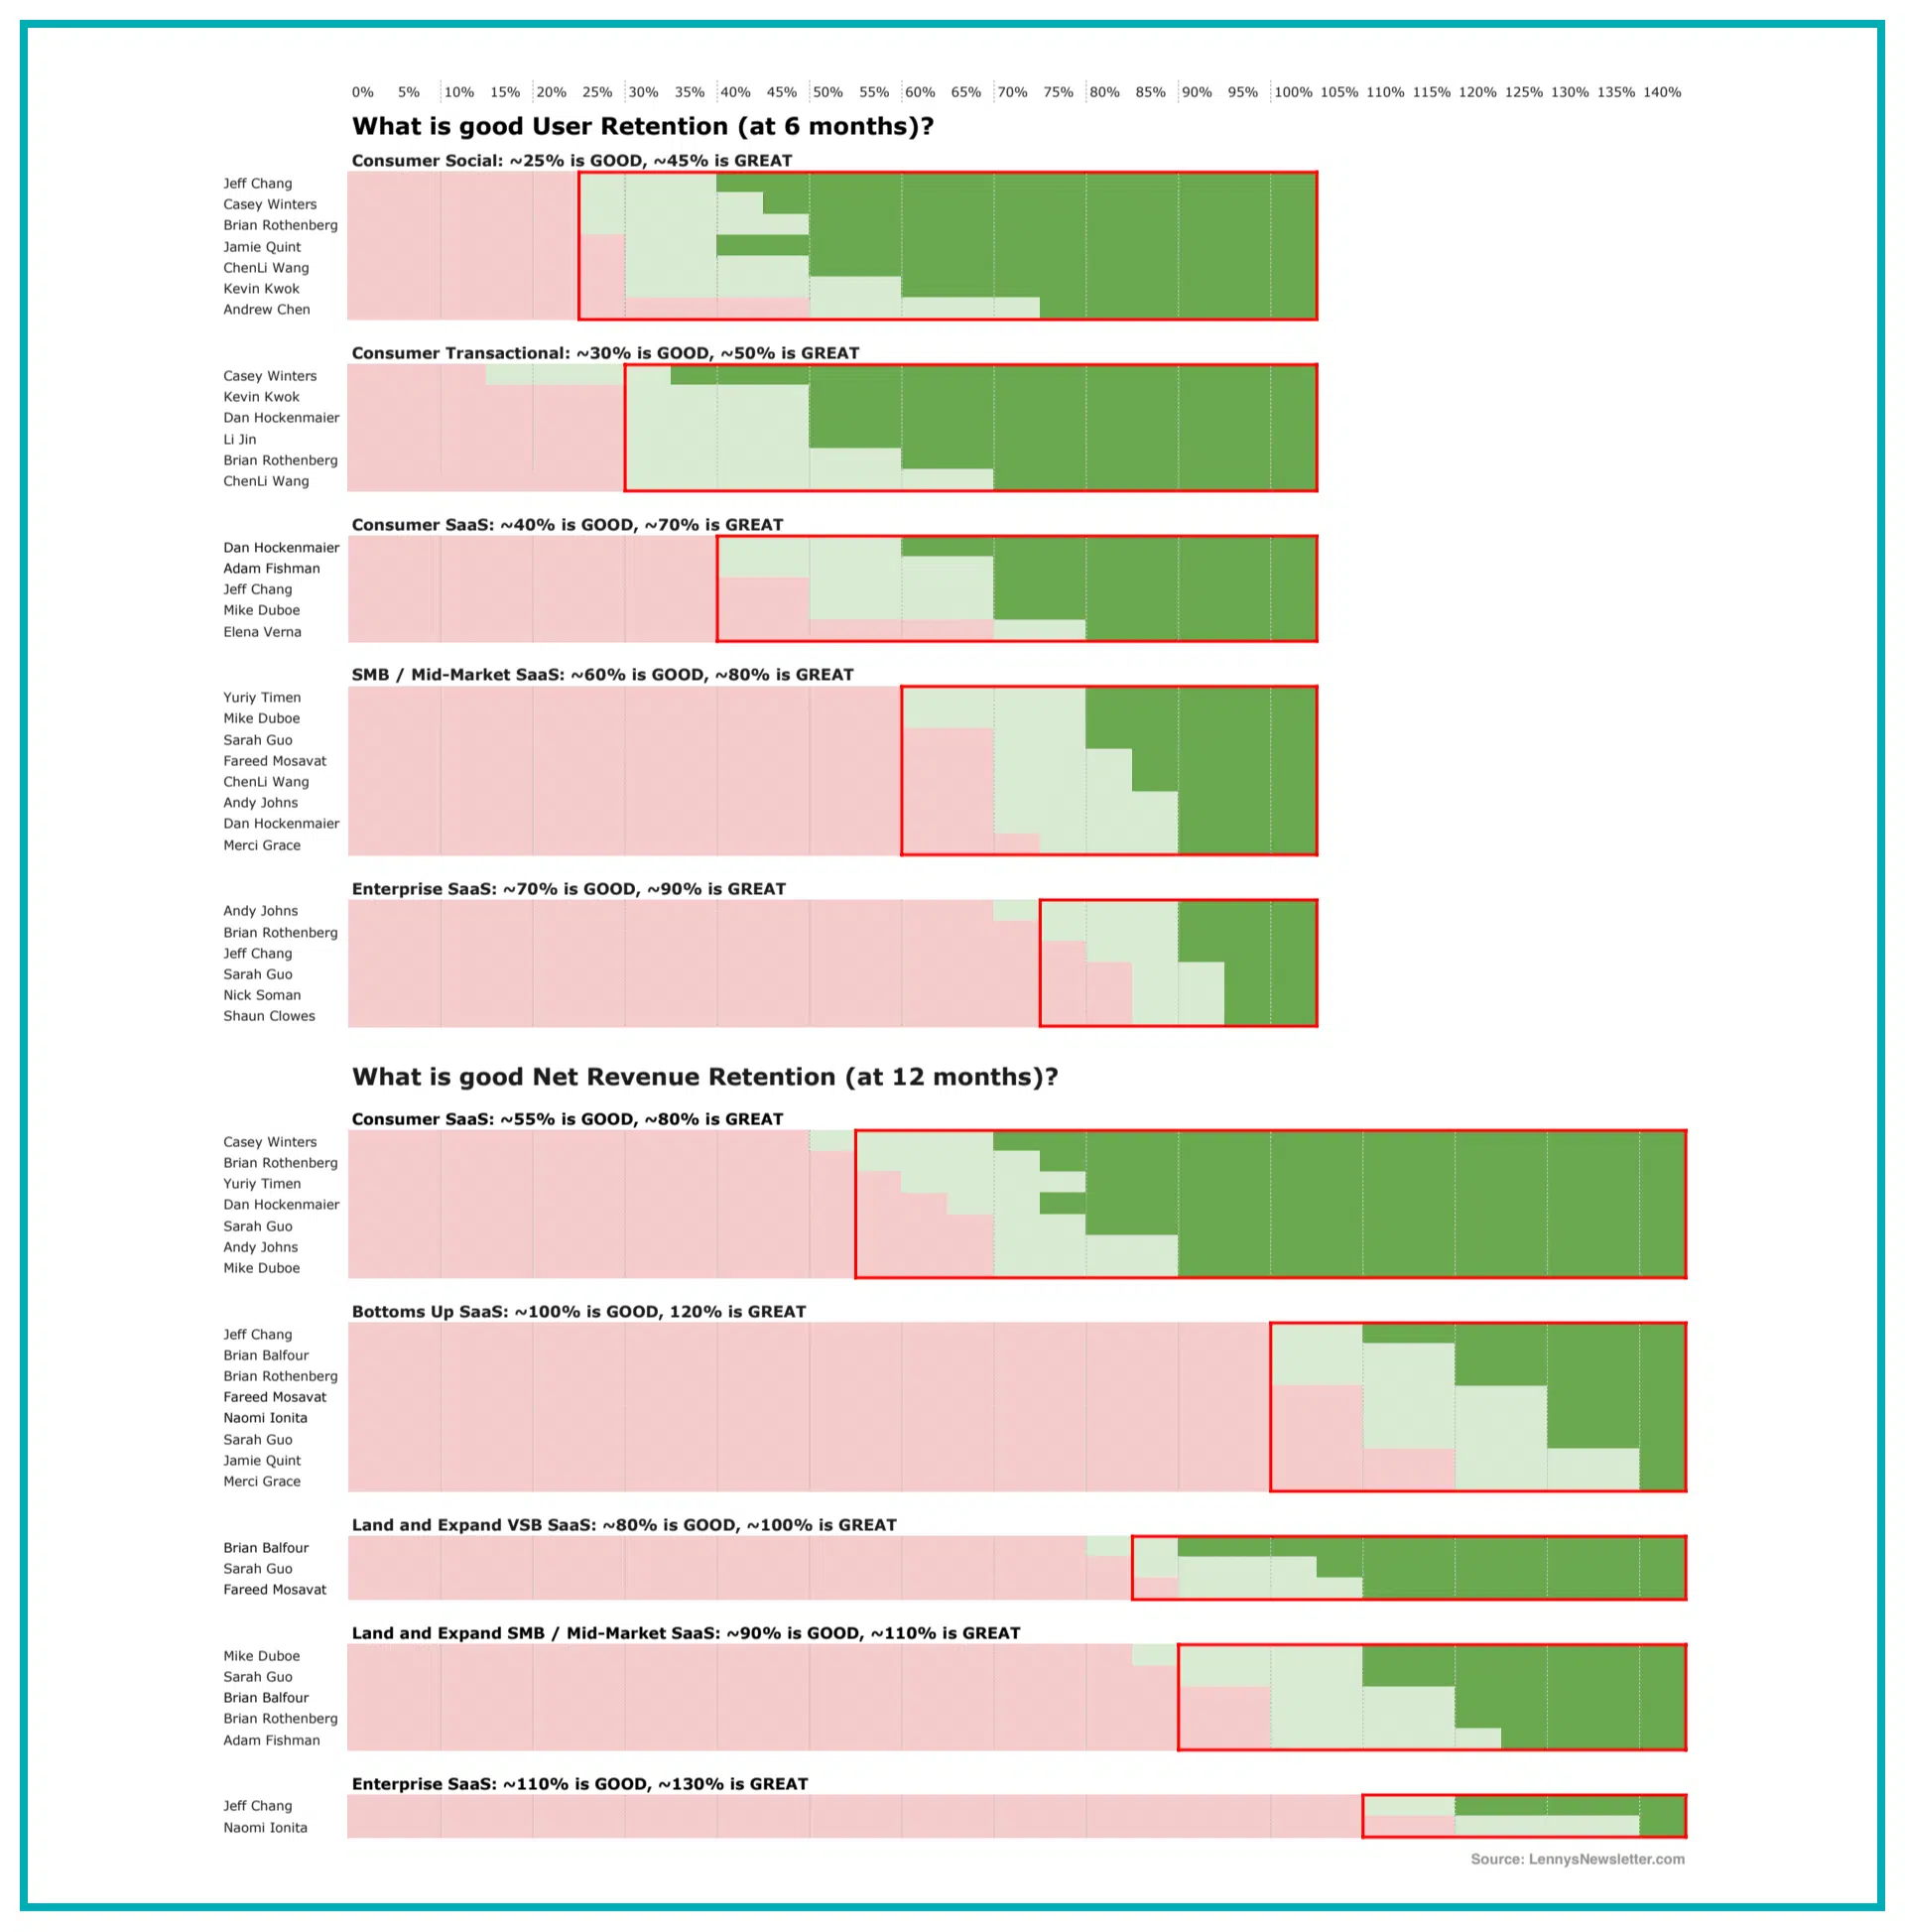 0% 5% 10% 15% 20% 25% 30% 35% 40% 45% 50% 55% 60% 65% 70% 75% 80% 85% 90% 95% 100% 105% 110% 115% 120% 125% 130% 135% 140%
What is good User Retention (at 6 months)?
Consumer Social: ~25% is GOOD, ~45% is GREAT
Jeff Chang
Casey Winters
Brian Rothenberg
Jamie Quint
ChenLi Wang
Kevin Kwok
Andrew Chen
Consumer Transactional: ~30% is GOOD, ~50% is GREAT
Casey Winters
Kevin Kwok
Dan Hockenmaier
Li Jin
Brian Rothenberg
ChenLi Wang
Consumer SaaS: ~40% is GOOD, ~70% is GREAT
Dan Hockenmaier
Adam Fishman
Jeff Chang
Mike Duboe
Elena Verna
SMB / Mid-Market SaaS: ~60% is GOOD, ~80% is GREAT
Yuriy Timen
Mike Duboe
Sarah Guo
Fareed Mosavat
ChenLi Wang
Andy Johns
Dan Hockenmaier
Merci Grace
Enterprise SaaS: ~70% is GOOD, ~90% is GREAT
Andy Johns
Brian Rothenberg
Jeff Chang
Sarah Guo
Nick Soman
Shaun Clowes
What is good Net Revenue Retention (at 12 months)?
Consumer SaaS: ~55% is GOOD, ~80% is GREAT
Casey Winters
Brian Rothenberg
Yuriy Timen
Dan Hockenmaier
Sarah Guo
Andy Johns
Mike Duboe
Bottoms Up SaaS: ~100% is GOOD, 120% is GREAT
Jeff Chang
Brian Balfour
Brian Rothenberg
Fareed Mosavat
Naomi Ionita
Sarah Guo
Jamie Quint
Merci Grace
Land and Expand VSB SaaS: ~80% is GOOD, ~100% is GREAT
Brian Balfour
Sarah Guo
Fareed Mosavat
Land and Expand SMB / Mid-Market SaaS: ~90% is GOOD, ~110% is GREAT
Mike Duboe
Sarah Guo
Brian Balfour
Brian Rothenberg
Adam Fishman
Enterprise SaaS: ~110% is GOOD, ~130% is GREAT
Jeff Chang
Naomi Ionita
Source: LennysNewsletter.com